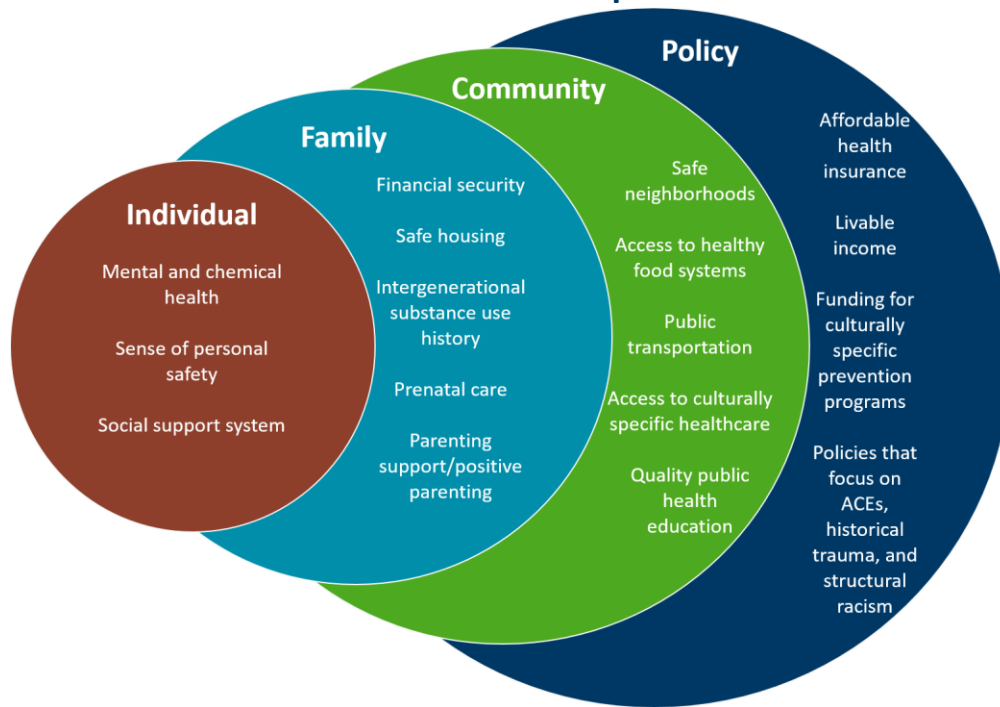 Individual
Mental and chemical
health
Sense of personal
safety
Social support system
Family
Financial security
Safe housing
Intergenerational
substance use
history
Prenatal care
Parenting
support/positive
parenting
Community
Safe
neighborhoods
Access to healthy
food systems
Public
transportation
Access to culturally
specific healthcare
Quality public
health
education
Policy
Affordable
health
insurance
Livable
income
Funding for
culturally
specific
prevention
programs
Policies that
focus on
ACEs,
historical
trauma, and
structural
racism